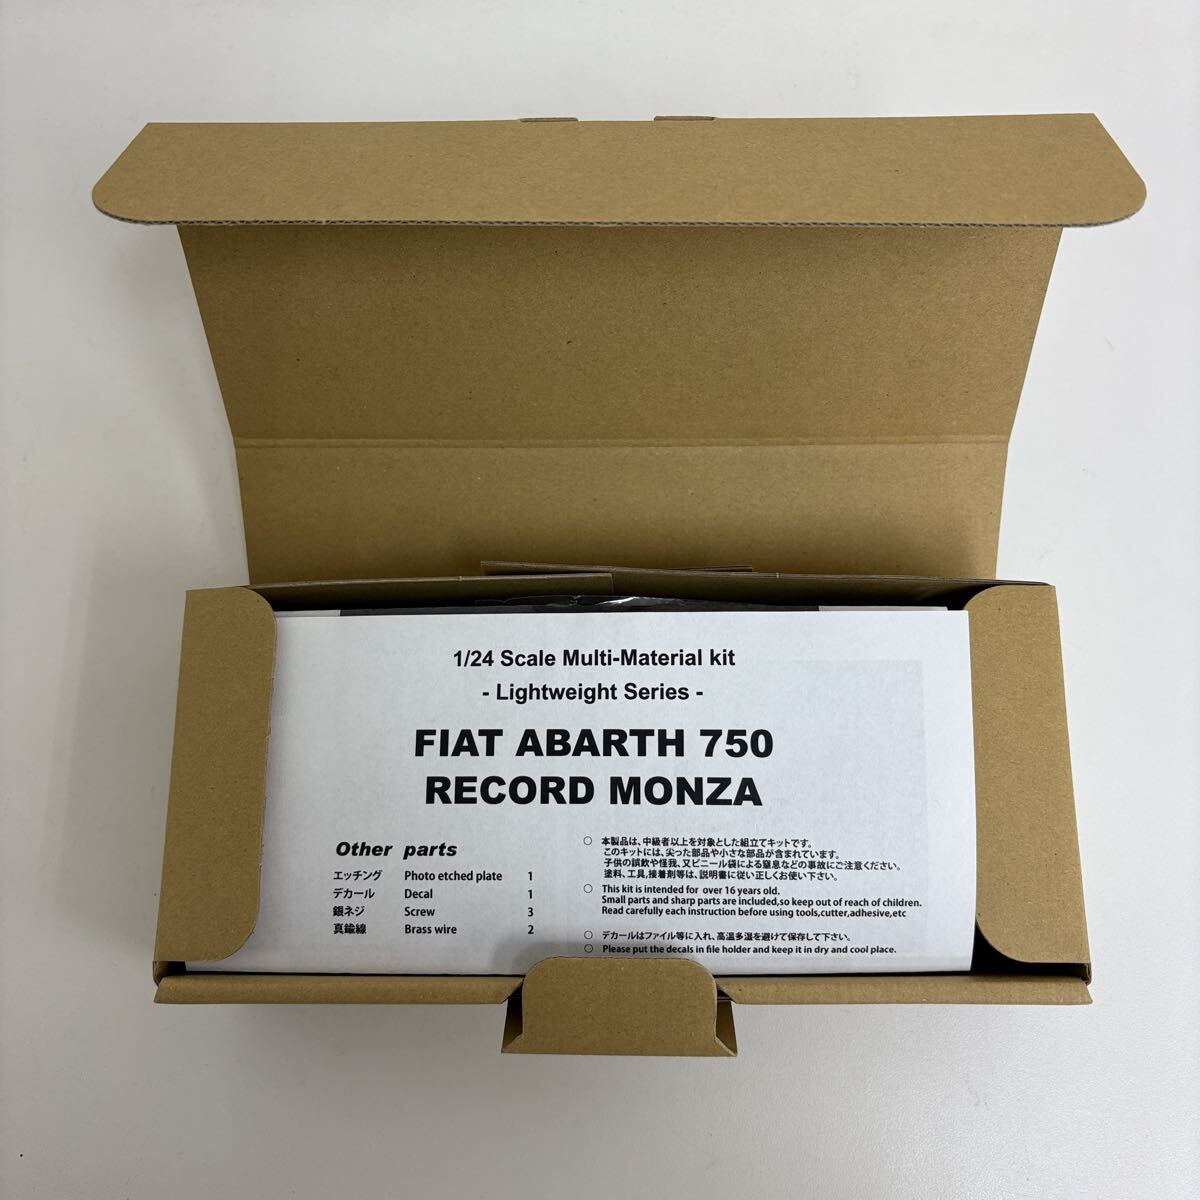 1/24 Scale Multi-Material kit
- Lightweight Series -
FIAT ABARTH 750
RECORD MONZA
Other parts
エッチング Photo etched plate 1
デカール Decal 1
銀ネジ Screw 3
真鍮線 Brass wire 2
○ 本製品は、中級者以上を対象とした組立てキットです。
このキットには、尖った部品や小さな部品が含まれています。
子供の誤飲や怪我、又ビニール袋による窒息などの事故にご注意ください。
塗料、工具,接着剤等は、説明書に従い正しくお使い下さい。
○ This kit is intended for over 16 years old.
Small parts and sharp parts are included,so keep out of reach of children.
Read carefully each instruction before using tools,cutter,adhesive,etc
○ デカールはファイル等に入れ、高温多湿を避けて保存して下さい。
○ Please put the decals in file holder and keep it in dry and cool place.